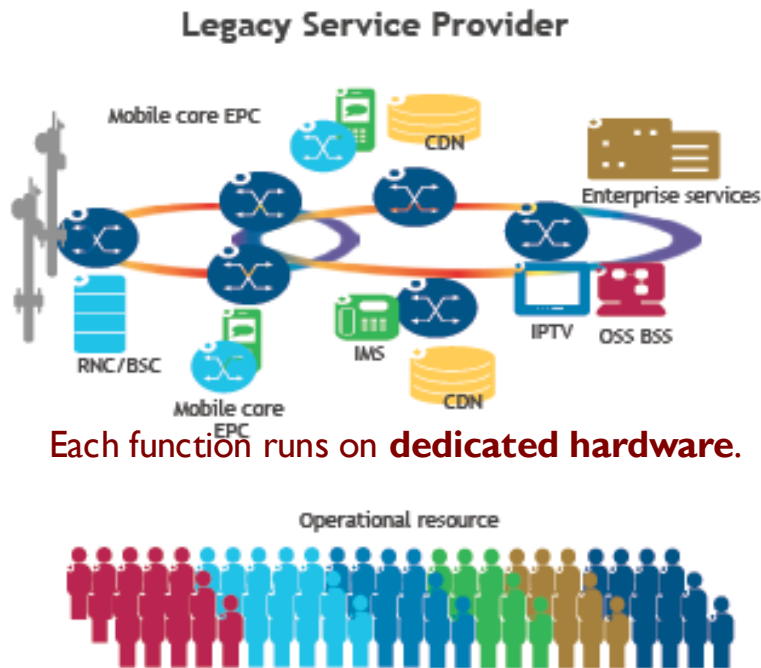 Legacy Service Provider
Mobile core EPC
CDN
Enterprise services
RNC/BSC
IMS
IPTV
OSS BSS
Mobile core
EPC
CDN
Each function runs on dedicated hardware.
Operational resource